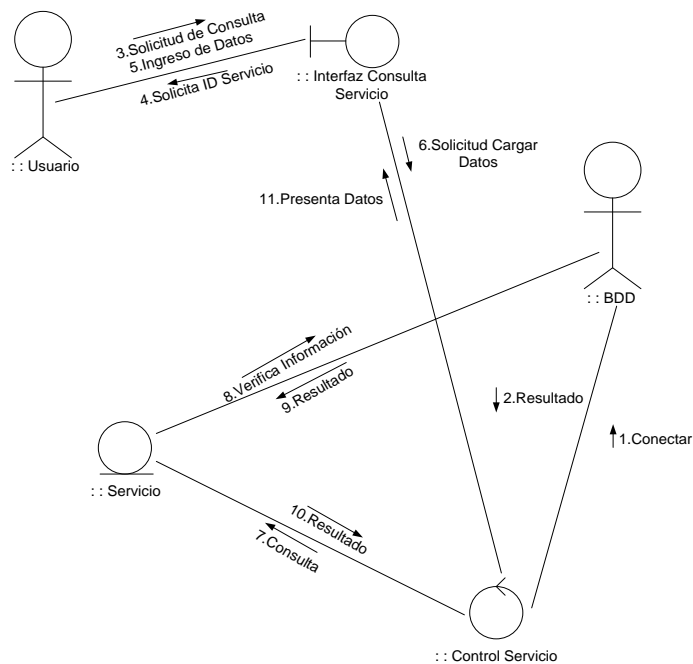 3.Solicitud de Consulta
5.Ingreso de Datos
4.Solicita ID Servicio
: : Interfaz Consulta
Servicio
: : Usuario
6.Solicitud Cargar
Datos
11.Presenta Datos
: : BDD
8.Verifica Información
9.Resultado
2.Resultado
1.Conectar
: : Servicio
10.Resultado
7.Consulta
: : Control Servicio